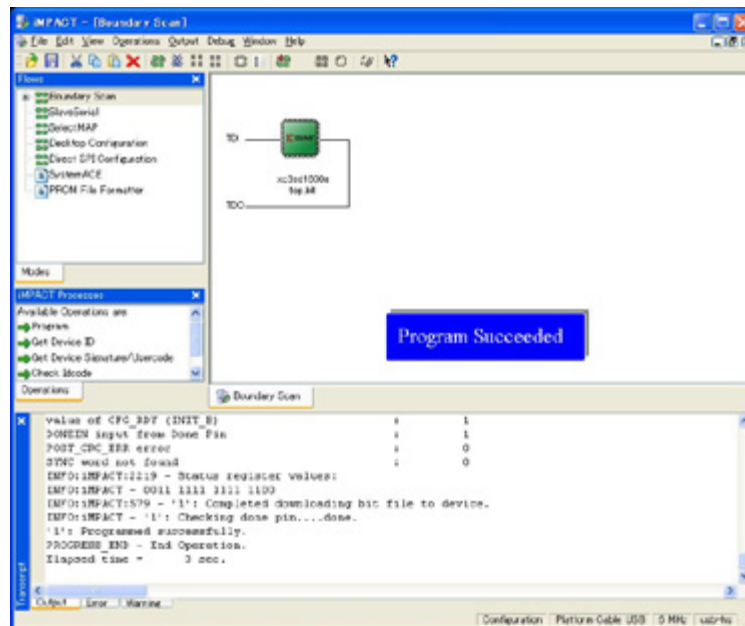 iMPACT - [Boundary Scan]
File Edit View Operations Output Debug Window Help
Flows
Boundary Scan
SlaveSerial
SelectMAP
Desktop Configuration
Direct SPI Configuration
SystemACE
PROM File Formatter
Modes
TDI
xc3sd1800a
top.bit
TDO
iMPACT Processes
Available Operations are
Program
Get Device ID
Get Device Signature/Usercode
Check Idcode
Operations
Program Succeeded
Boundary Scan
value of CFG_RDY (INIT_B) : 1
DONEIN input from Done Pin : 1
POST_CRC_ERR error : 0
SYNC word not found : 0
INFO:iMPACT:2219 - Status register values:
INFO:iMPACT - 0011 1111 1111 1100
INFO:iMPACT:579 - '1': Completed downloading bit file to device.
INFO:iMPACT - '1': Checking done pin....done.
'1': Programmed successfully.
PROGRESS_END - End Operation.
Elapsed time = 3 sec.
Transcript
Output Error Warning
Configuration Platform Cable USB 6 MHz usb-hs